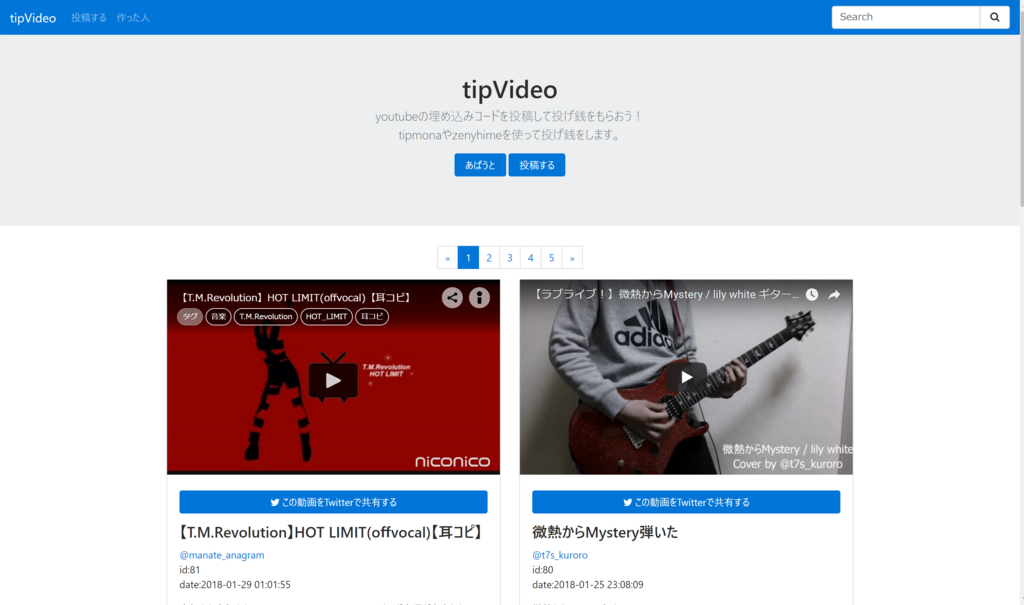 tipVideo 投稿する 作った人 Search
tipVideo
youtubeの埋め込みコードを投稿して投げ銭をもらおう！
tipmonaやzenyhimeを使って投げ銭をします。
あばうと 投稿する
« 1 2 3 4 5 »
【T.M.Revolution】HOT LIMIT(offvocal)【耳コピ】
タグ 音楽 T.M.Revolution HOT_LIMIT 耳コピ
T.M.Revolution
HOT LIMIT
niconico
この動画をTwitterで共有する
【T.M.Revolution】HOT LIMIT(offvocal)【耳コピ】
@manate_anagram
id:81
date:2018-01-29 01:01:55
【ラブライブ！】微熱からMystery / lily white ギター...
adidas
微熱からMystery / lily white
Cover by @t7s_kuroro
この動画をTwitterで共有する
微熱からMystery弾いた
@t7s_kuroro
id:80
date:2018-01-25 23:08:09